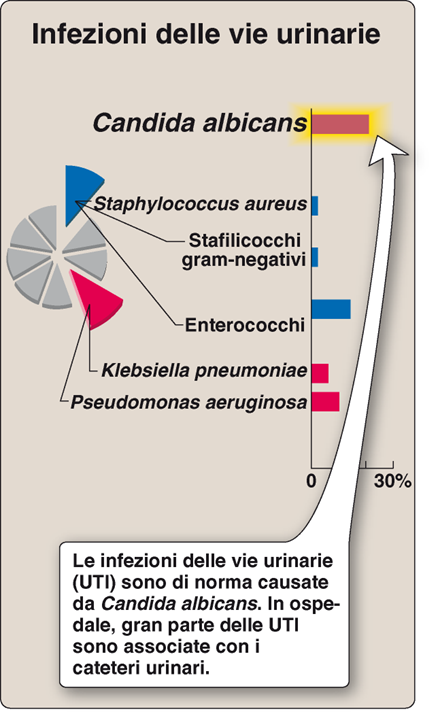 Infezioni delle vie urinarie
Candida albicans
Staphylococcus aureus
Stafilicocchi
gram-negativi
Enterococchi
Klebsiella pneumoniae
Pseudomonas aeruginosa
0
30%
Le infezioni delle vie urinarie
(UTI) sono di norma causate
da Candida albicans. In ospe-
dale, gran parte delle UTI
sono associate con i
cateteri urinari.